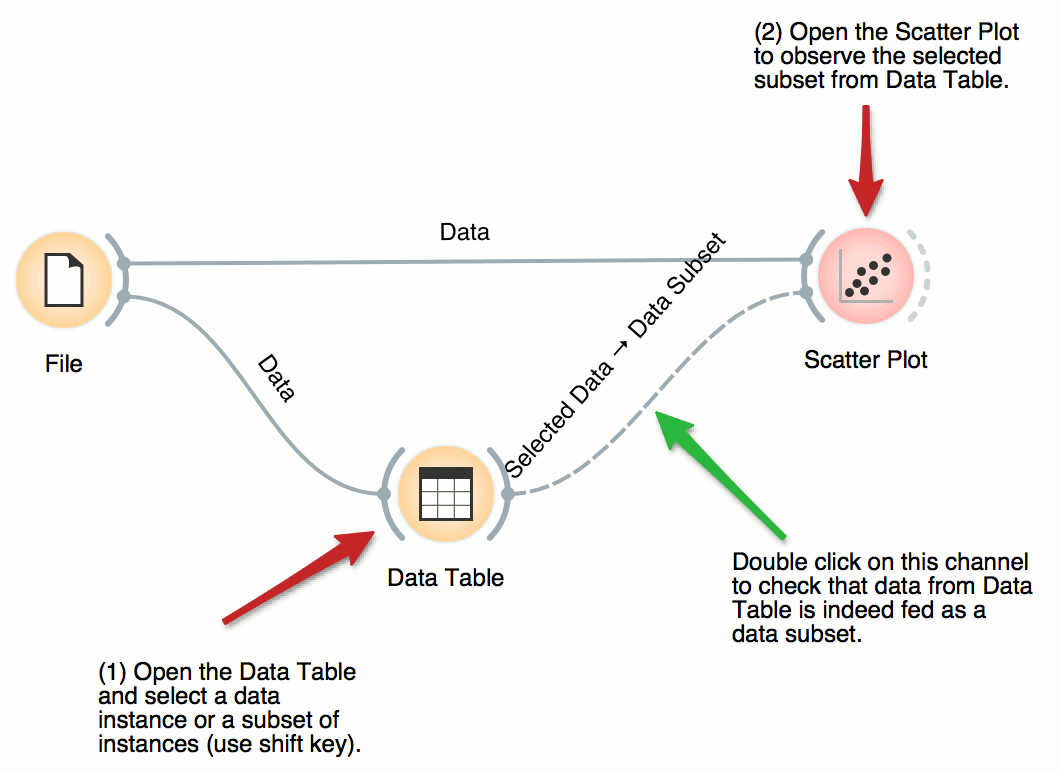 (2) Open the Scatter Plot
to observe the selected
subset from Data Table.
Data
Selected Data → Data Subset
File
Data
Scatter Plot
Data Table
Double click on this channel
to check that data from Data
Table is indeed fed as a
data subset.
(1) Open the Data Table
and select a data
instance or a subset of
instances (use shift key).